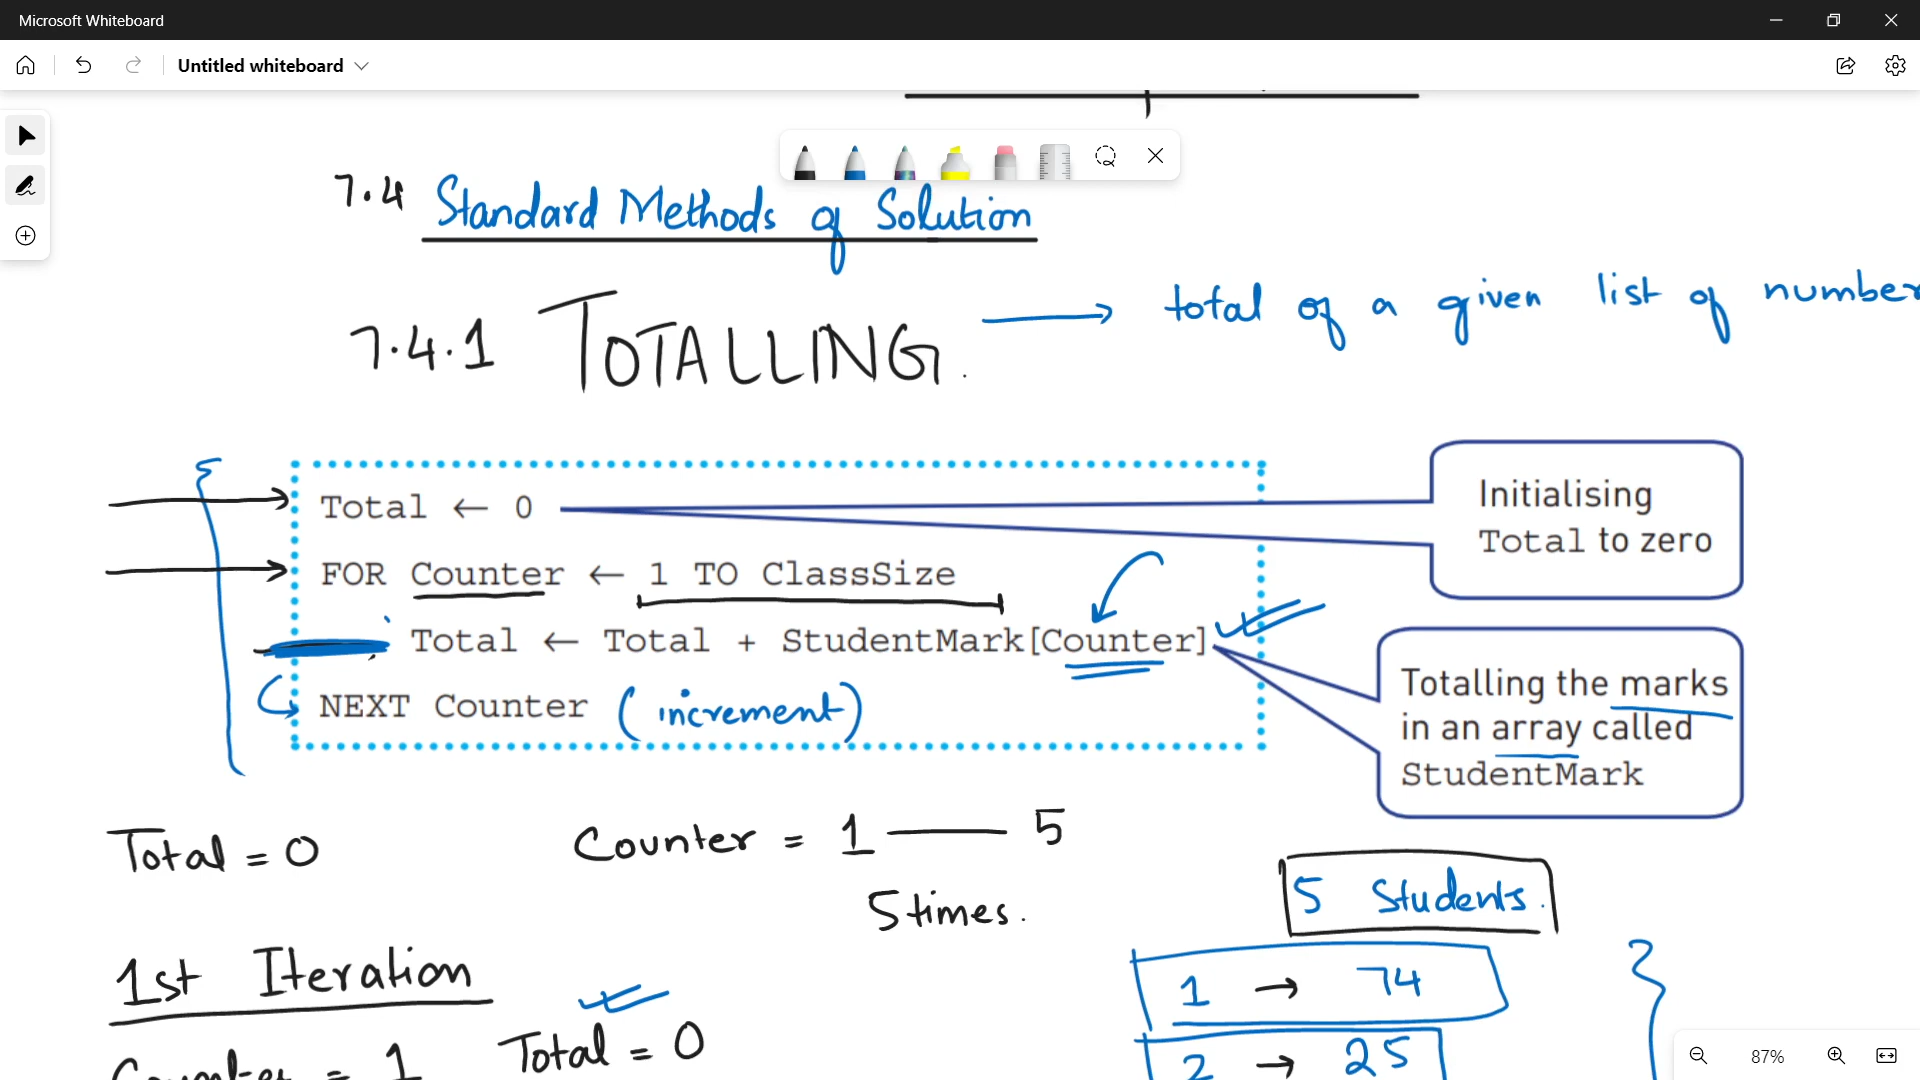 Microsoft Whiteboard
Untitled whiteboard
7.4 Standard Methods of Solution
7.4.1 TOTALLING.
total of a given list of number
Total ← 0
FOR Counter ← 1 TO ClassSize
Total ← Total + StudentMark[Counter]
NEXT Counter (increment)
Initialising
Total to zero
Totalling the marks
in an array called
StudentMark
Total = 0
Counter = 1 — 5
5 times.
5 Students.
1st Iteration
1 → 74
Total = 0
Counter = 1
2 → 25
87%